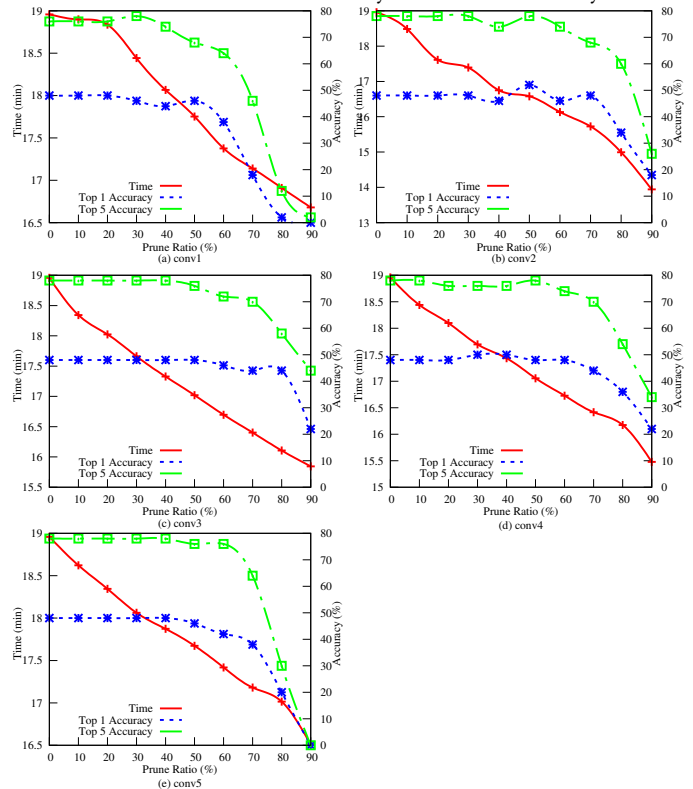 19
18.5
18
17.5
17
16.5
Time (min)
80
70
60
50
40
30
20
10
0
Accuracy (%)
Time
Top 1 Accuracy
Top 5 Accuracy
0 10 20 30 40 50 60 70 80 90
Prune Ratio (%)
(a) conv1
19
18
17
16
15
14
13
Time (min)
80
70
60
50
40
30
20
10
0
Accuracy (%)
Time
Top 1 Accuracy
Top 5 Accuracy
0 10 20 30 40 50 60 70 80 90
Prune Ratio (%)
(b) conv2
19
18.5
18
17.5
17
16.5
16
15.5
Time (min)
80
70
60
50
40
30
20
10
0
Accuracy (%)
Time
Top 1 Accuracy
Top 5 Accuracy
0 10 20 30 40 50 60 70 80 90
Prune Ratio (%)
(c) conv3
19
18.5
18
17.5
17
16.5
16
15.5
15
Time (min)
80
70
60
50
40
30
20
10
0
Accuracy (%)
Time
Top 1 Accuracy
Top 5 Accuracy
0 10 20 30 40 50 60 70 80 90
Prune Ratio (%)
(d) conv4
19
18.5
18
17.5
17
16.5
Time (min)
80
70
60
50
40
30
20
10
0
Accuracy (%)
Time
Top 1 Accuracy
Top 5 Accuracy
0 10 20 30 40 50 60 70 80 90
Prune Ratio (%)
(e) conv5